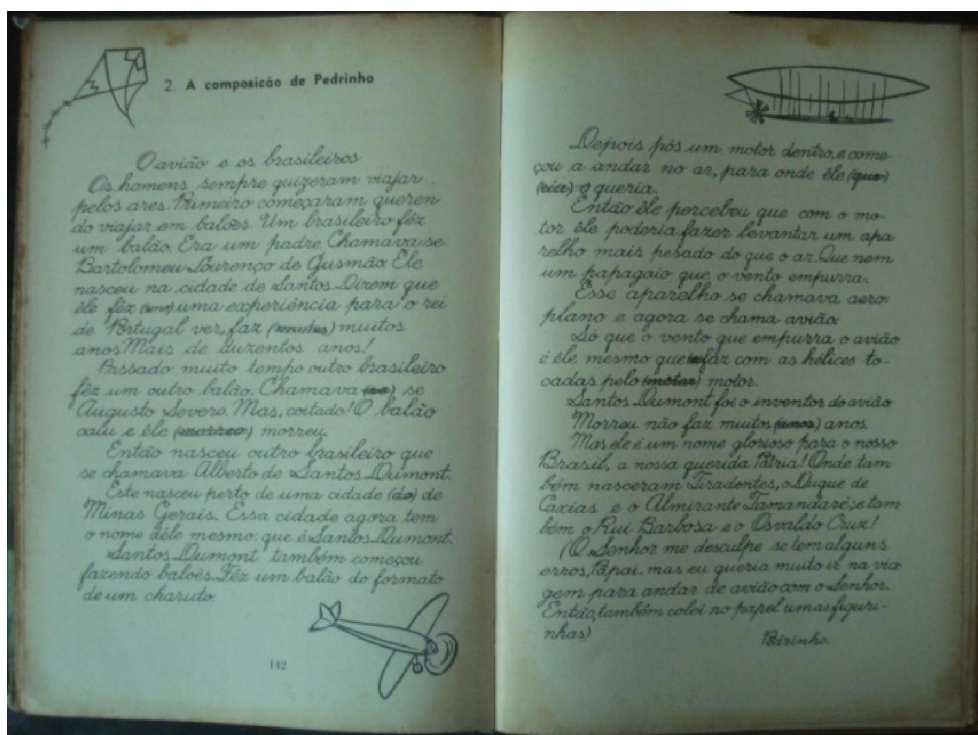 2. A composição de Pedrinho
O avião e os brasileiros
Os homens sempre quizeram viajar
pelos ares. Primeiro começaram queren
do viajar em balões. Um brasileiro fêz
um balão. Era um padre. Chamava-se
Bartolomeu Lourenço de Gusmão. Ele
nasceu na cidade de Santos. Dizem que
êle fêz uma experiência para o rei
de Portugal ver, faz muitos
anos. Mais de duzentos anos!
Passado muito tempo outro brasileiro
fêz um outro balão. Chamava se
Augusto Severo. Mas, coitado! O balão
caiu e êle (morreo) morreu.
Então nasceu outro brasileiro que
se chamava Alberto de Santos Dumont.
Este nasceu perto de uma cidade (do) de
Minas Gerais. Essa cidade agora tem
o nome dêle mesmo: que é Santos Dumont.
Santos Dumont também começou
fazendo balões. Fêz um balão do formato
de um charuto.
142
Depois pôs um motor dentro, e come-
çou a andar no ar, para onde êle (que-
ria) queria.
Então êle percebeu que com o mo-
tor êle poderia fazer levantar um apa
relho mais pesado do que o ar. Que nem
um papagaio que o vento empurra.
Esse aparelho se chamava aero
plano e agora se chama avião.
Só que o vento que empurra o avião
é êle mesmo que faz com as hélices to-
cadas pelo (motor) motor.
Santos Dumont foi o inventor do avião
Morreu não faz muitos (anos) anos.
Mas ele é um nome glorioso para o nosso
Brasil, a nossa querida Pátria! Onde tam
bém nasceram Tiradentes, o Duque de
Caxias e o Almirante Tamandaré; e tam
bém o Rui Barbosa e o Osvaldo Cruz!
(O Senhor me desculpe se tem alguns
erros, Papai, mas eu queria muito ir na via
gem para andar de avião com o Senhor.
Então, também colei no papel umas figuri-
nhas)
Pedrinho